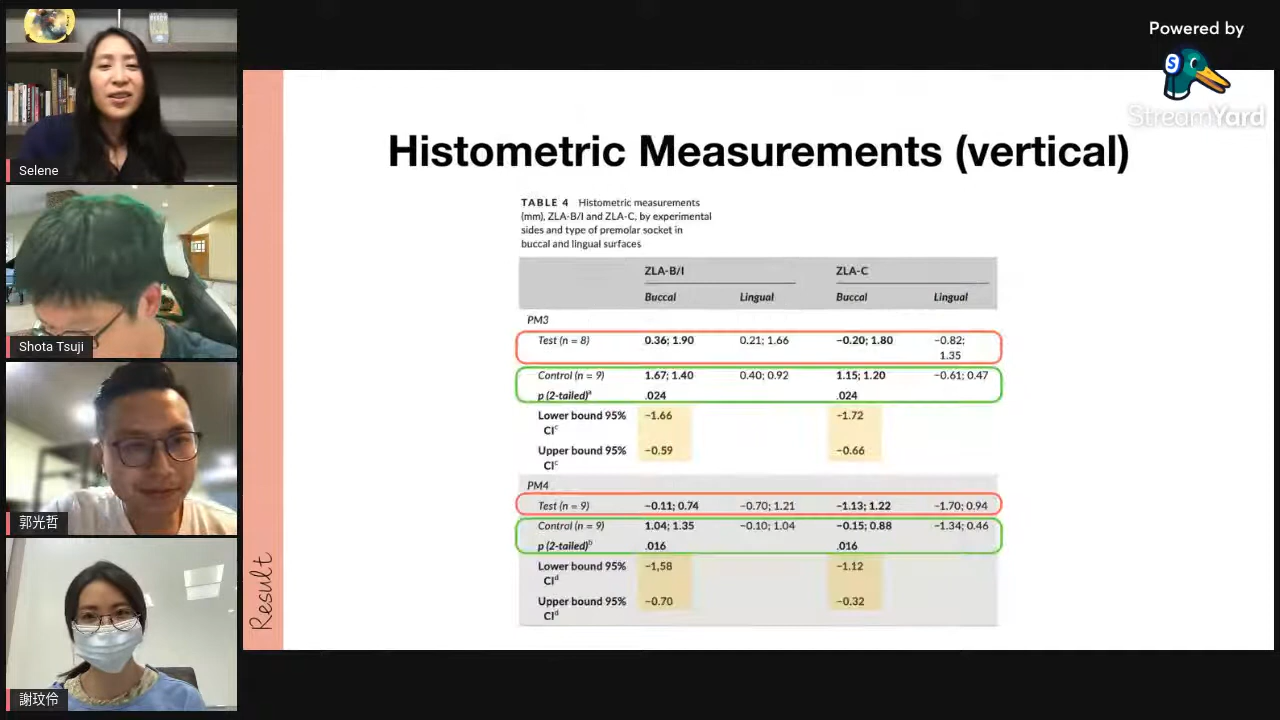 Powered by
StreamYard
Selene
Shota Tsuji
郭光哲
謝玟伶
Result
Histometric Measurements (vertical)
TABLE 4 Histometric measurements
(mm), ZLA-B/I and ZLA-C, by experimental
sides and type of premolar socket in
buccal and lingual surfaces
ZLA-B/I ZLA-C
Buccal Lingual Buccal Lingual
PM3
Test (n = 8) 0.36; 1.90 0.21; 1.66 −0.20; 1.80 −0.82;
1.35
Control (n = 9) 1.67; 1.40 0.40; 0.92 1.15; 1.20 −0.61; 0.47
p (2-tailed)a .024 .024
Lower bound 95% −1.66 −1.72
CIc
Upper bound 95% −0.59 −0.66
CIc
PM4
Test (n = 9) −0.11; 0.74 −0.70; 1.21 −1.13; 1.22 −1.70; 0.94
Control (n = 9) 1.04; 1.35 −0.10; 1.04 −0.15; 0.88 −1.34; 0.46
p (2-tailed)b .016 .016
Lower bound 95% −1,58 −1.12
CId
Upper bound 95% −0.70 −0.32
CId